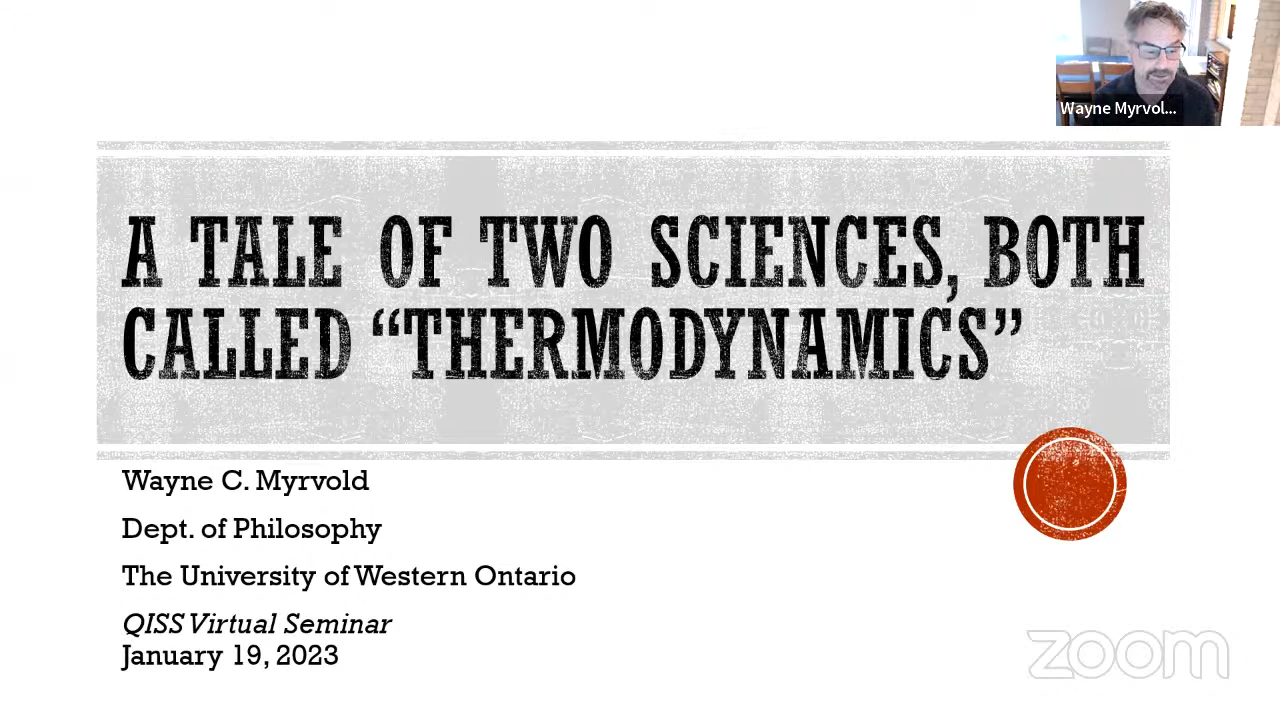 Wayne Myrvol...
A TALE OF TWO SCIENCES, BOTH
CALLED “THERMODYNAMICS”
Wayne C. Myrvold
Dept. of Philosophy
The University of Western Ontario
QISS Virtual Seminar
January 19, 2023
zoom